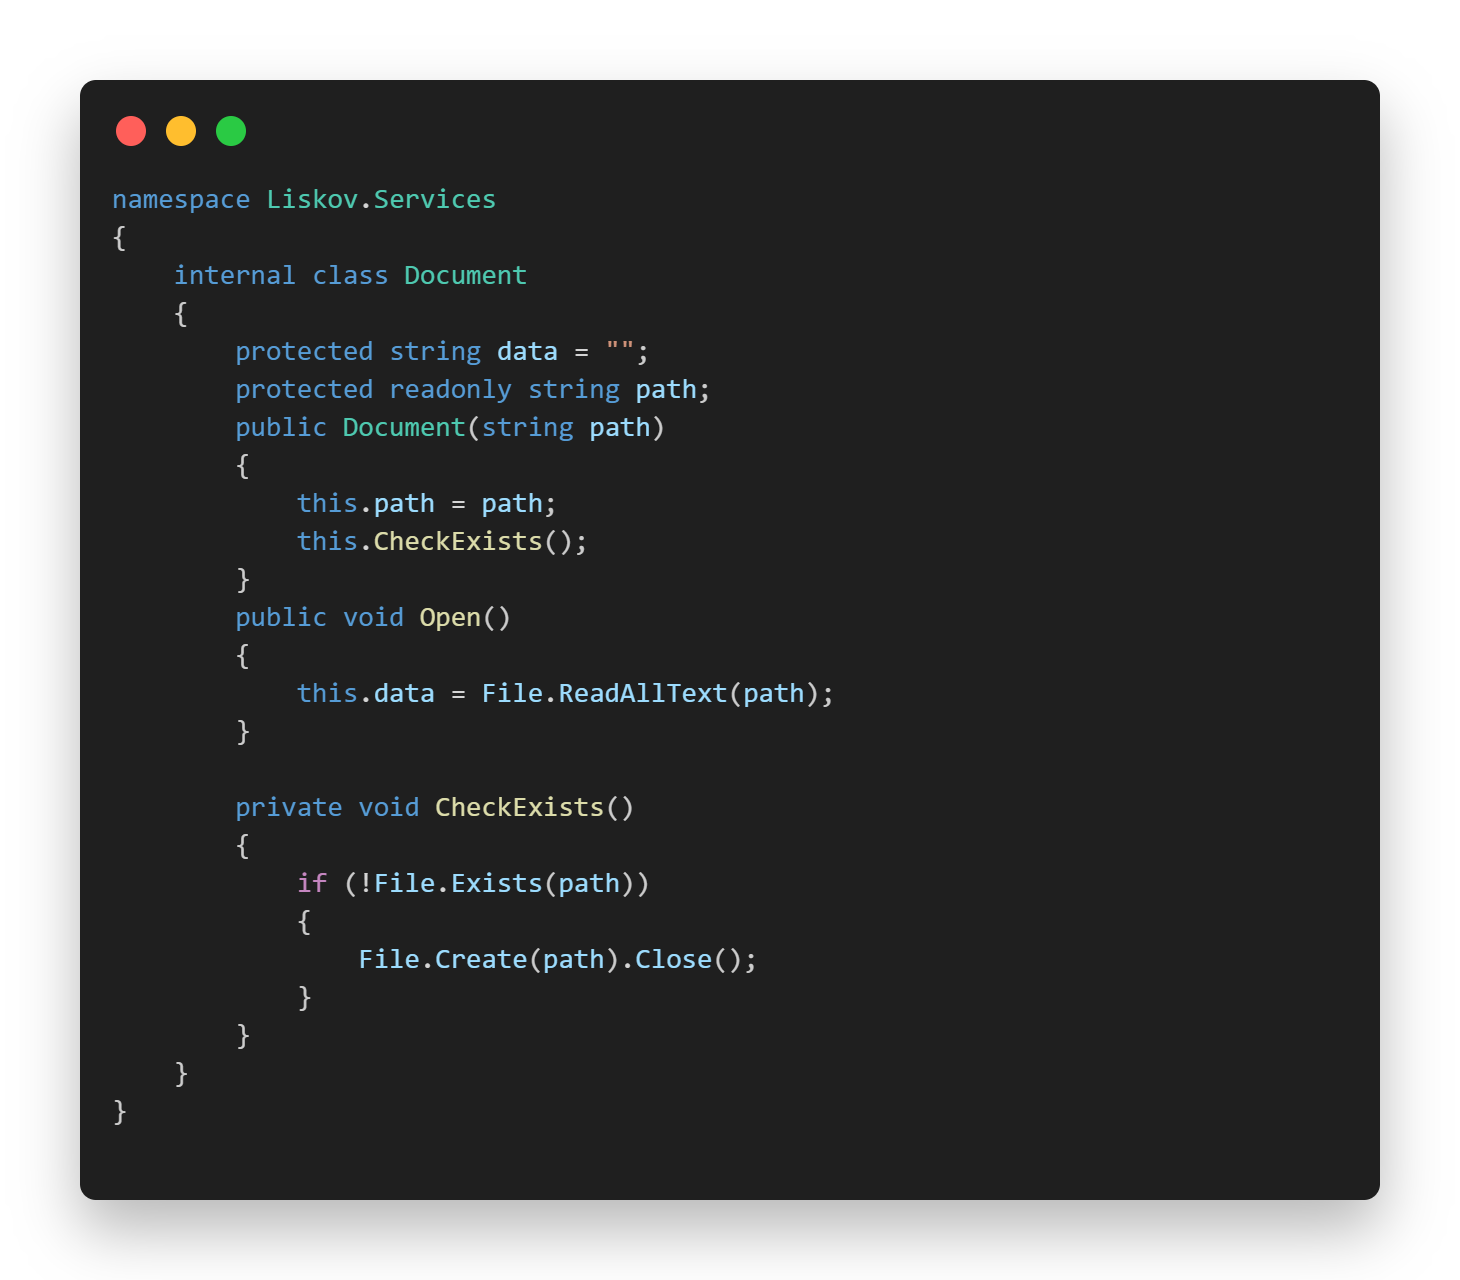 namespace Liskov.Services
{
    internal class Document
    {
        protected string data = "";
        protected readonly string path;
        public Document(string path)
        {
            this.path = path;
            this.CheckExists();
        }
        public void Open()
        {
            this.data = File.ReadAllText(path);
        }

        private void CheckExists()
        {
            if (!File.Exists(path))
            {
                File.Create(path).Close();
            }
        }
    }
}